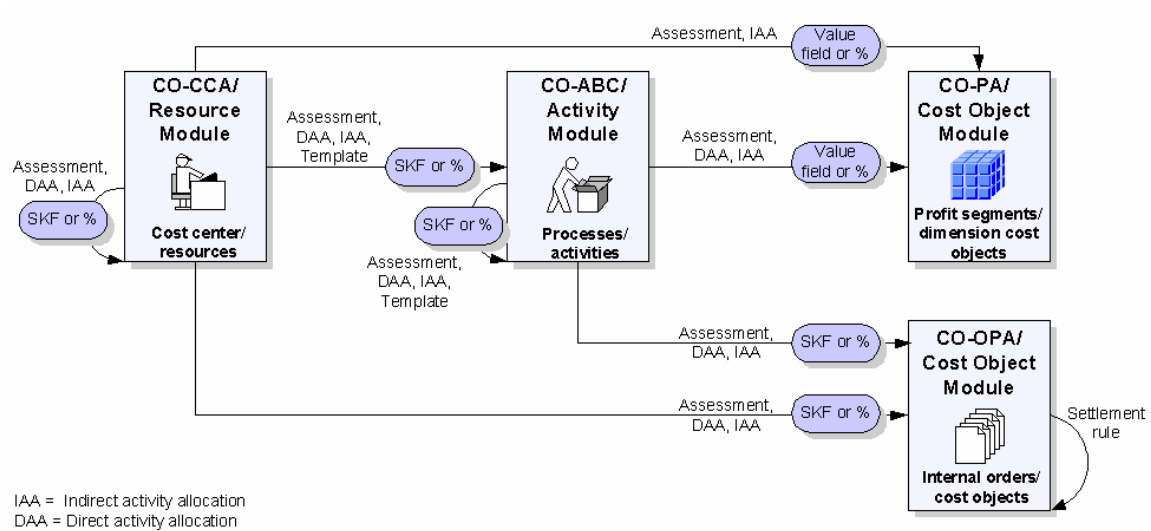 Assessment, IAA
Value
field or %
CO-CCA/
Resource
Module
Cost center/
resources
Assessment,
DAA, IAA
SKF or %
Assessment,
DAA, IAA,
Template
SKF or %
CO-ABC/
Activity
Module
Processes/
activities
SKF or %
Assessment,
DAA, IAA,
Template
Assessment,
DAA, IAA
Value
field or %
CO-PA/
Cost Object
Module
Profit segments/
dimension cost
objects
Assessment,
DAA, IAA
SKF or %
Assessment,
DAA, IAA
SKF or %
CO-OPA/
Cost Object
Module
Internal orders/
cost objects
Settlement
rule
IAA = Indirect activity allocation
DAA = Direct activity allocation